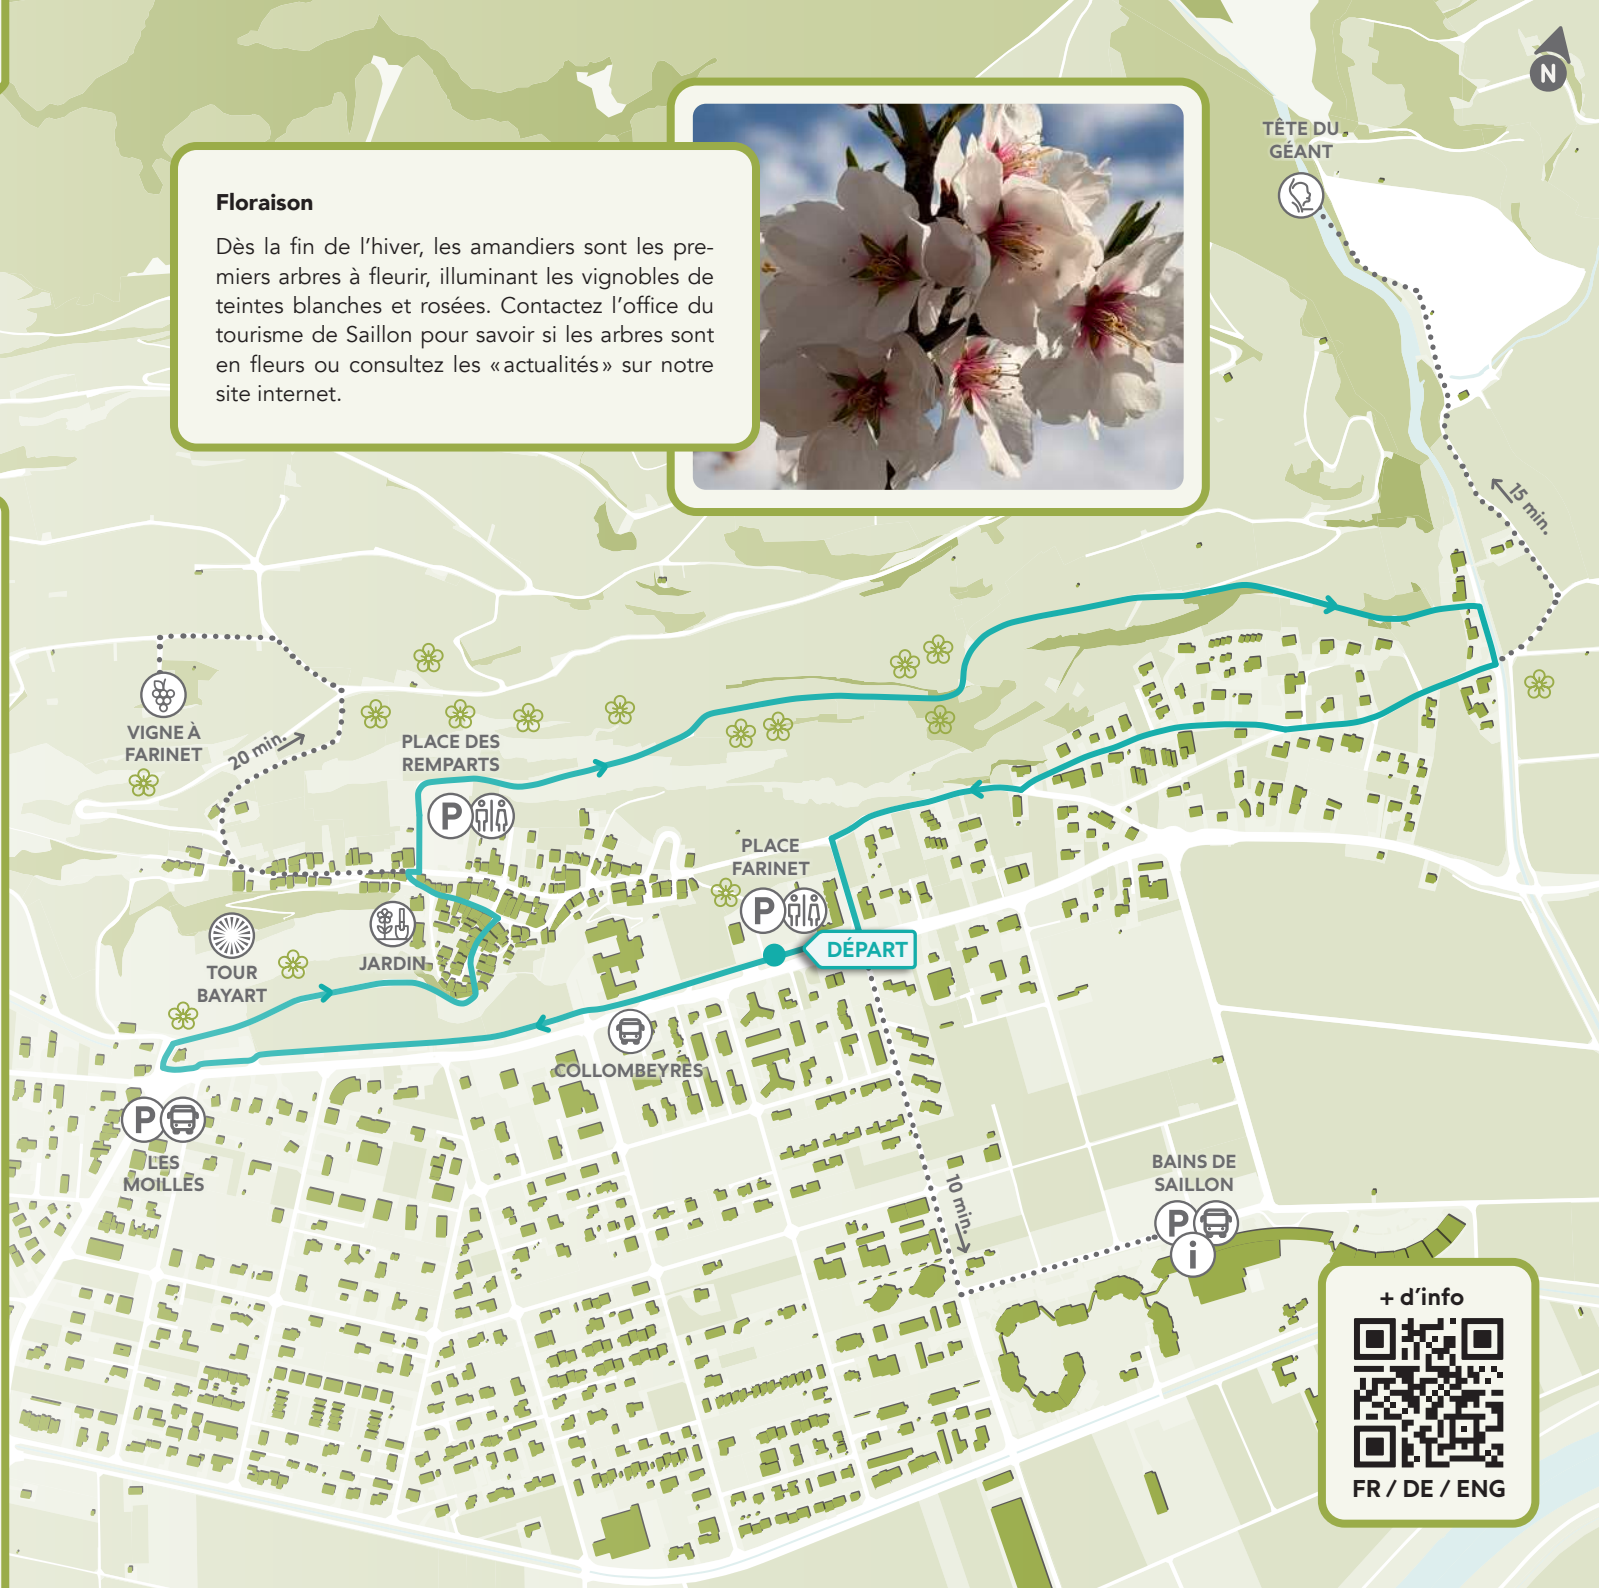 N
TÊTE DU
GÉANT
Floraison
Dès la fin de l’hiver, les amandiers sont les pre-
miers arbres à fleurir, illuminant les vignobles de
teintes blanches et rosées. Contactez l’office du
tourisme de Saillon pour savoir si les arbres sont
en fleurs ou consultez les «actualités» sur notre
site internet.
15 min.
VIGNE À
FARINET
20 min.
PLACE DES
REMPARTS
P
PLACE
FARINET
P
DÉPART
TOUR
BAYART
JARDIN
COLLOMBEYRES
P
LES
MOILLES
10 min.
BAINS DE
SAILLON
P
i
+ d’info
FR / DE / ENG